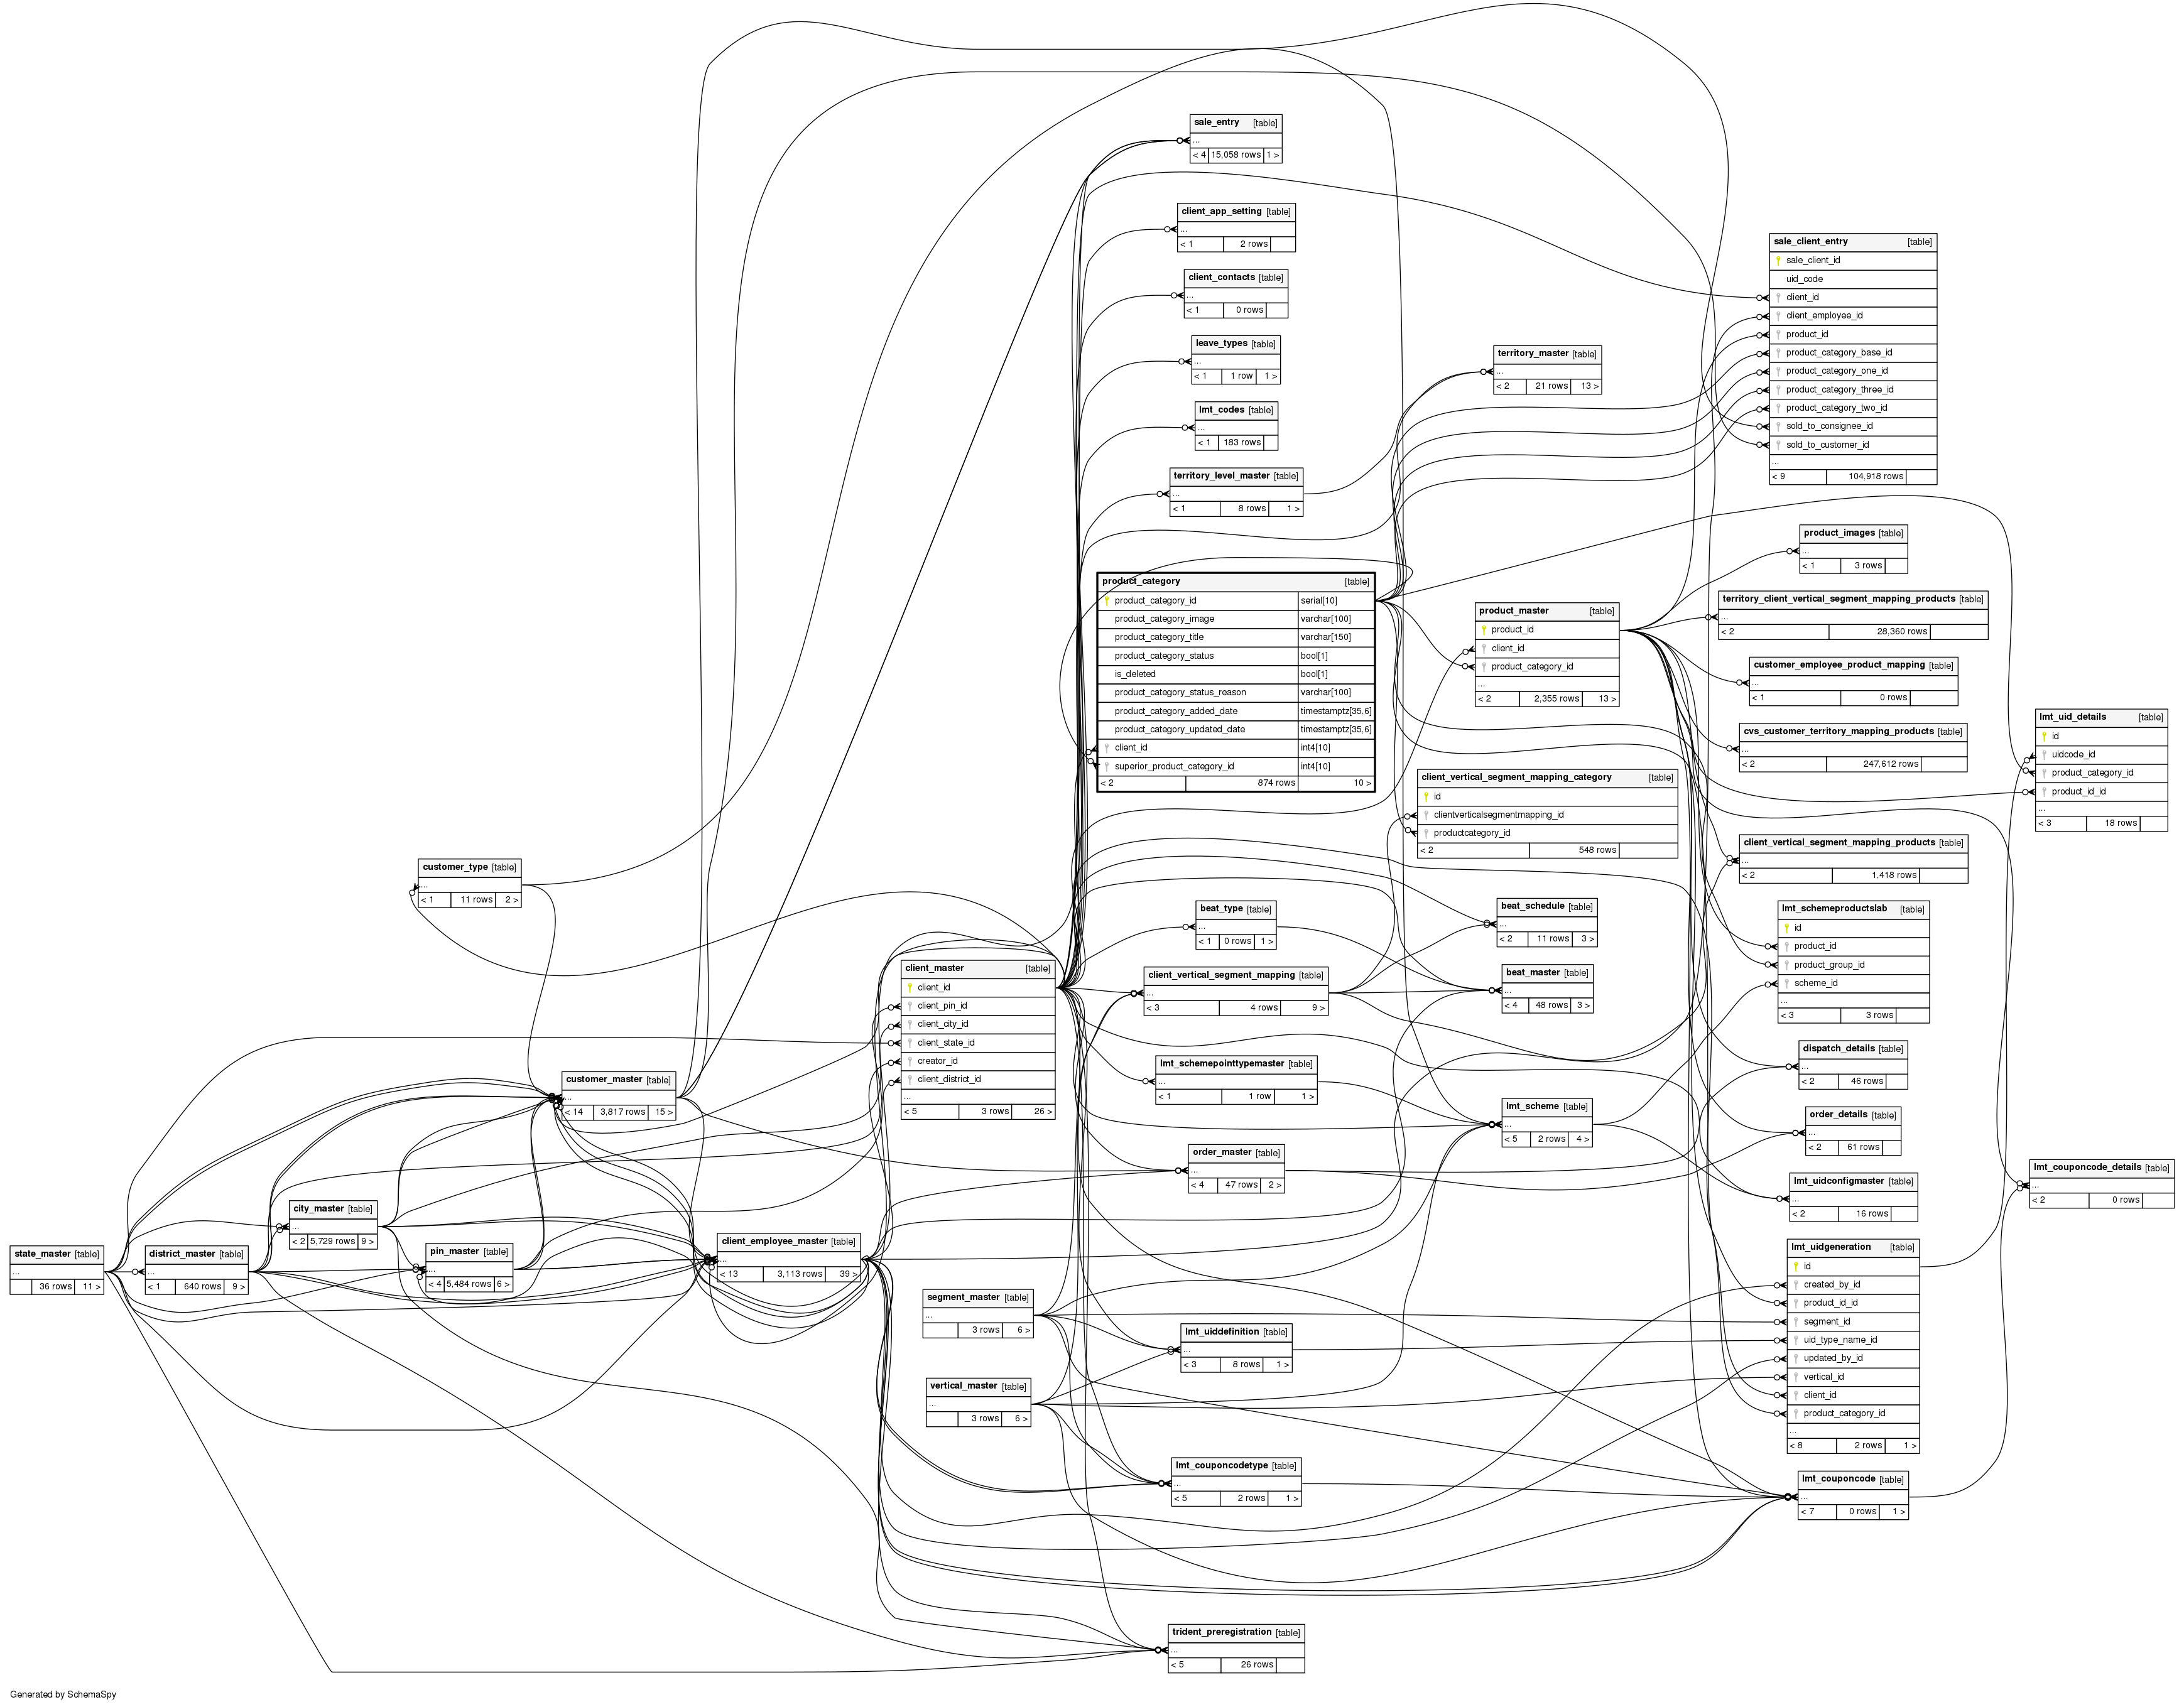 sale_entry [table]
...
< 4 15,058 rows 1 >
client_app_setting [table]
...
< 1 2 rows
client_contacts [table]
...
< 1 0 rows
leave_types [table]
...
< 1 1 row 1 >
lmt_codes [table]
...
< 1 183 rows
territory_level_master [table]
...
< 1 8 rows 1 >
territory_master [table]
...
< 2 21 rows 13 >
sale_client_entry [table]
sale_client_id
uid_code
client_id
client_employee_id
product_id
product_category_base_id
product_category_one_id
product_category_three_id
product_category_two_id
sold_to_consignee_id
sold_to_customer_id
...
< 9 104,918 rows
product_category [table]
product_category_id serial[10]
product_category_image varchar[100]
product_category_title varchar[150]
product_category_status bool[1]
is_deleted bool[1]
product_category_status_reason varchar[100]
product_category_added_date timestamptz[35,6]
product_category_updated_date timestamptz[35,6]
client_id int4[10]
superior_product_category_id int4[10]
< 2 874 rows 10 >
product_master [table]
product_id
client_id
product_category_id
...
< 2 2,355 rows 13 >
product_images [table]
...
< 1 3 rows
territory_client_vertical_segment_mapping_products [table]
...
< 2 28,360 rows
customer_employee_product_mapping [table]
...
< 1 0 rows
cvs_customer_territory_mapping_products [table]
...
< 2 247,612 rows
lmt_uid_details [table]
id
uidcode_id
product_category_id
product_id_id
...
< 3 18 rows
client_vertical_segment_mapping_category [table]
id
clientverticalsegmentmapping_id
productcategory_id
< 2 548 rows
client_vertical_segment_mapping_products [table]
...
< 2 1,418 rows
customer_type [table]
...
< 1 11 rows 2 >
beat_type [table]
...
< 1 0 rows 1 >
beat_schedule [table]
...
< 2 11 rows 3 >
lmt_schemeproductslab [table]
id
product_id
product_group_id
scheme_id
...
< 3 3 rows
client_master [table]
client_id
client_pin_id
client_city_id
client_state_id
creator_id
client_district_id
...
< 5 3 rows 26 >
client_vertical_segment_mapping [table]
...
< 3 4 rows 9 >
beat_master [table]
...
< 4 48 rows 3 >
dispatch_details [table]
...
< 2 46 rows
lmt_schemepointtypemaster [table]
...
< 1 1 row 1 >
customer_master [table]
...
< 14 3,817 rows 15 >
lmt_scheme [table]
...
< 5 2 rows 4 >
order_details [table]
...
< 2 61 rows
order_master [table]
...
< 4 47 rows 2 >
lmt_couponcode_details [table]
...
< 2 0 rows
lmt_uidconfigmaster [table]
...
< 2 16 rows
city_master [table]
...
< 2 5,729 rows 9 >
state_master [table]
...
36 rows 11 >
district_master [table]
...
< 1 640 rows 9 >
pin_master [table]
...
< 4 5,484 rows 6 >
client_employee_master [table]
...
< 13 3,113 rows 39 >
lmt_uidgeneration [table]
id
created_by_id
product_id_id
segment_id
uid_type_name_id
updated_by_id
vertical_id
client_id
product_category_id
...
< 8 2 rows 1 >
segment_master [table]
...
3 rows 6 >
lmt_uiddefinition [table]
...
< 3 8 rows 1 >
vertical_master [table]
...
3 rows 6 >
lmt_couponcodetype [table]
...
< 5 2 rows 1 >
lmt_couponcode [table]
...
< 7 0 rows 1 >
trident_preregistration [table]
...
< 5 26 rows
Generated by SchemaSpy